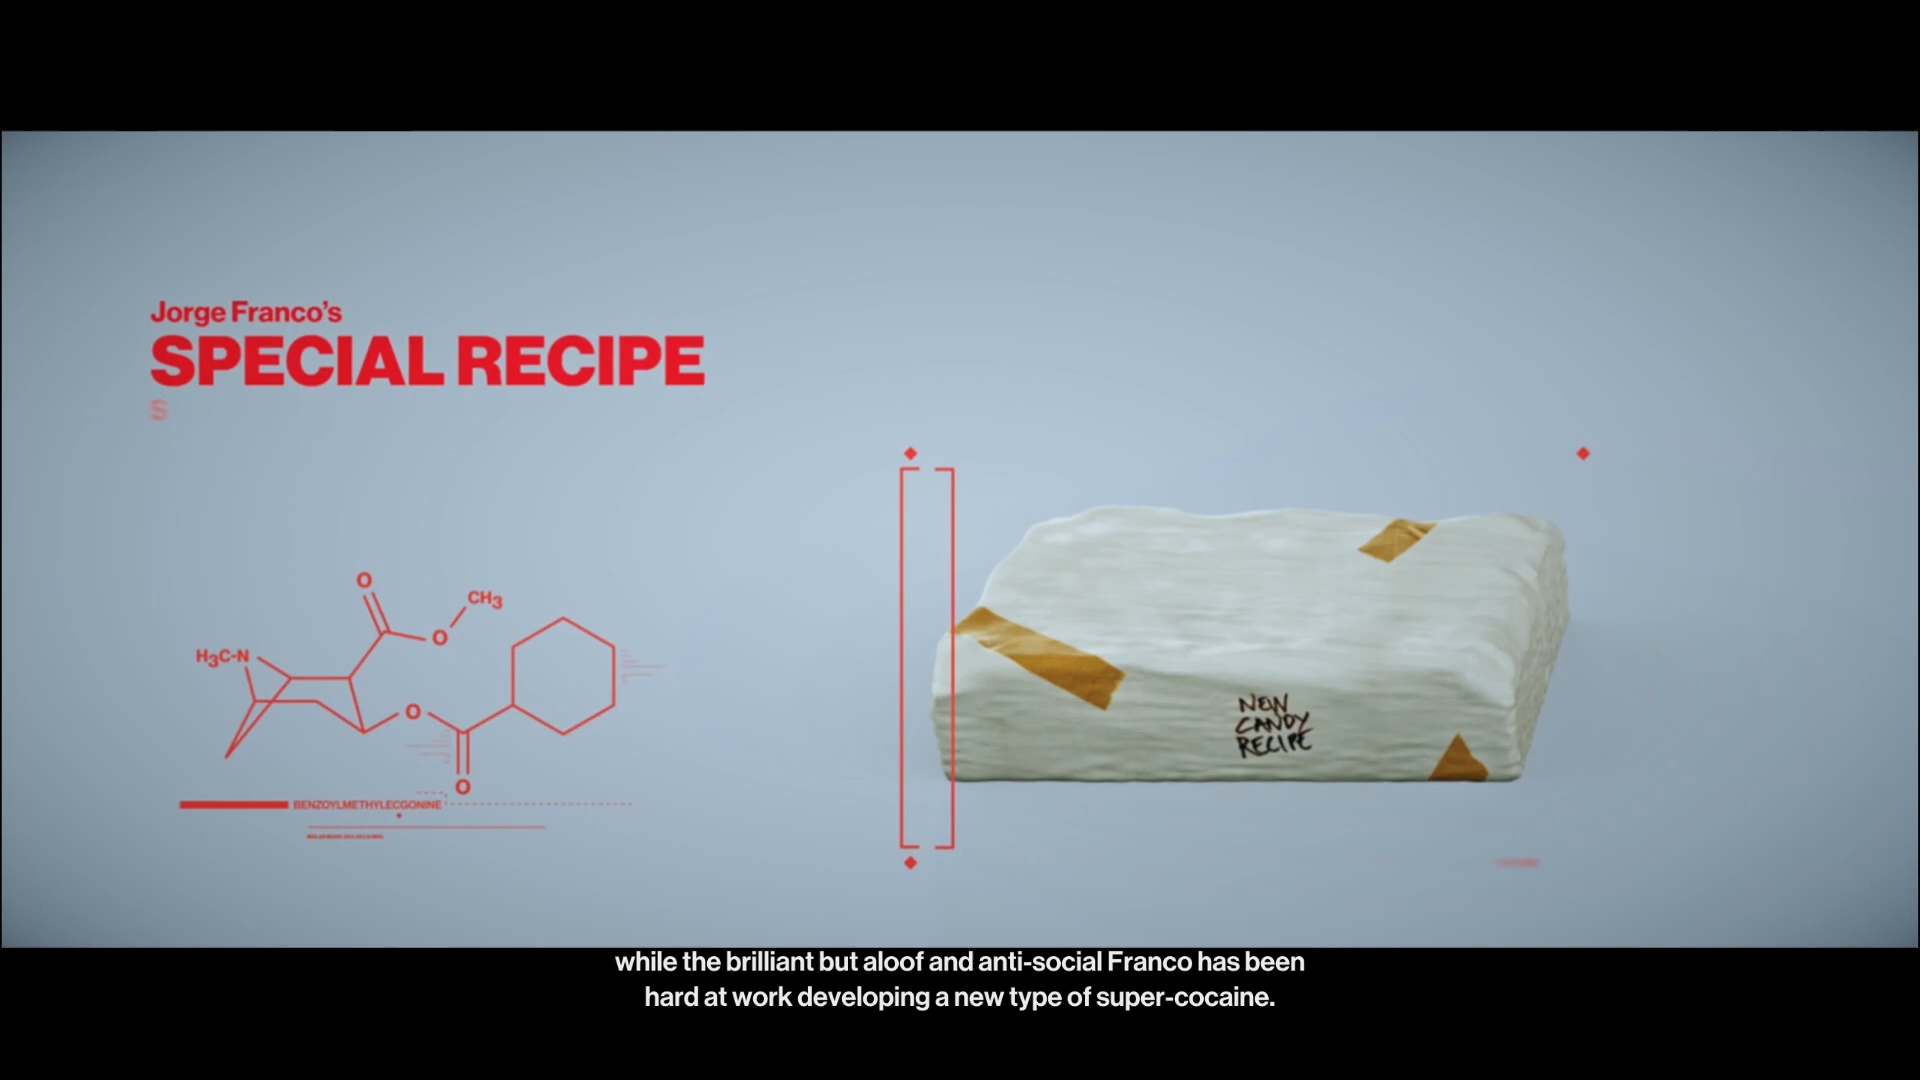 Jorge Franco's
SPECIAL RECIPE
S
O
CH3
O
H3C-N
O
O
BENZOYLMETHYLECGONINE
NEW
CANDY
RECIPE
while the brilliant but aloof and anti-social Franco has been
hard at work developing a new type of super-cocaine.